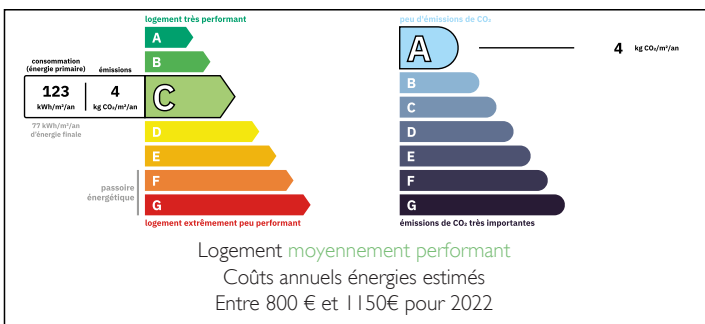 logement très performant
A
B
consommation
(énergie primaire)
émissions
123
kWh/m²/an
4
kg CO₂/m²/an
C
77 kWh/m²/an
d'énergie finale
D
E
F
G
passoire
énergétique
logement extrêmement peu performant
peu d'émissions de CO₂
A
4 kg CO₂/m²/an
B
C
D
E
F
G
émissions de CO₂ très importantes
Logement moyennement performant
Coûts annuels énergies estimés
Entre 800 € et 1150€ pour 2022